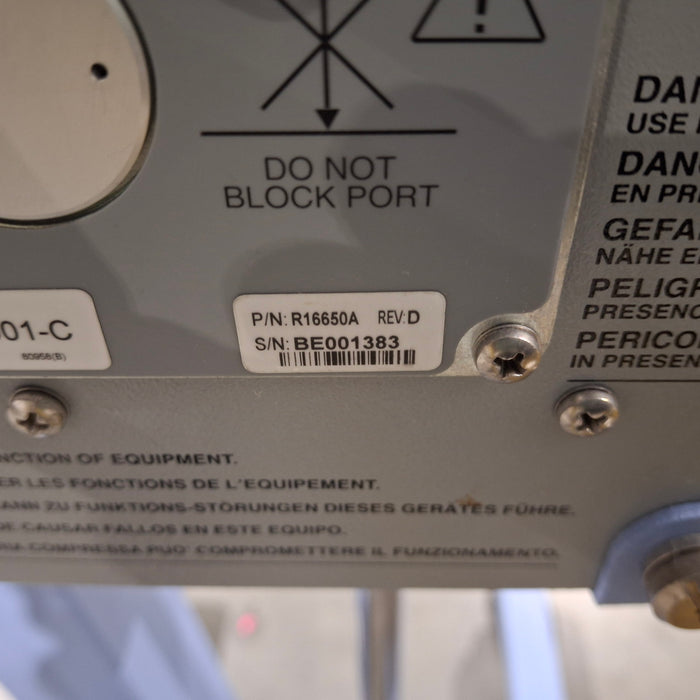 DO NOT
BLOCK PORT
DAN
USE
DAN
EN PR
GEFA
NÄHE E
PELIGR
PRESENC
PERICO
IN PRESEN
01-C
80958(B)
P/N: R16650A REV:D
S/N: BE001383
NCTION OF EQUIPMENT.
ER LES FONCTIONS DE L'EQUIPEMENT.
ANN ZU FUNKTIONS-STÖRUNGEN DIESES GERÄTES FÜHRE.
DE CAUSAR FALLOS EN ESTE EQUIPO.
COMPRESSA PUO' COMPROMETTERE IL FUNZIONAMENTO.